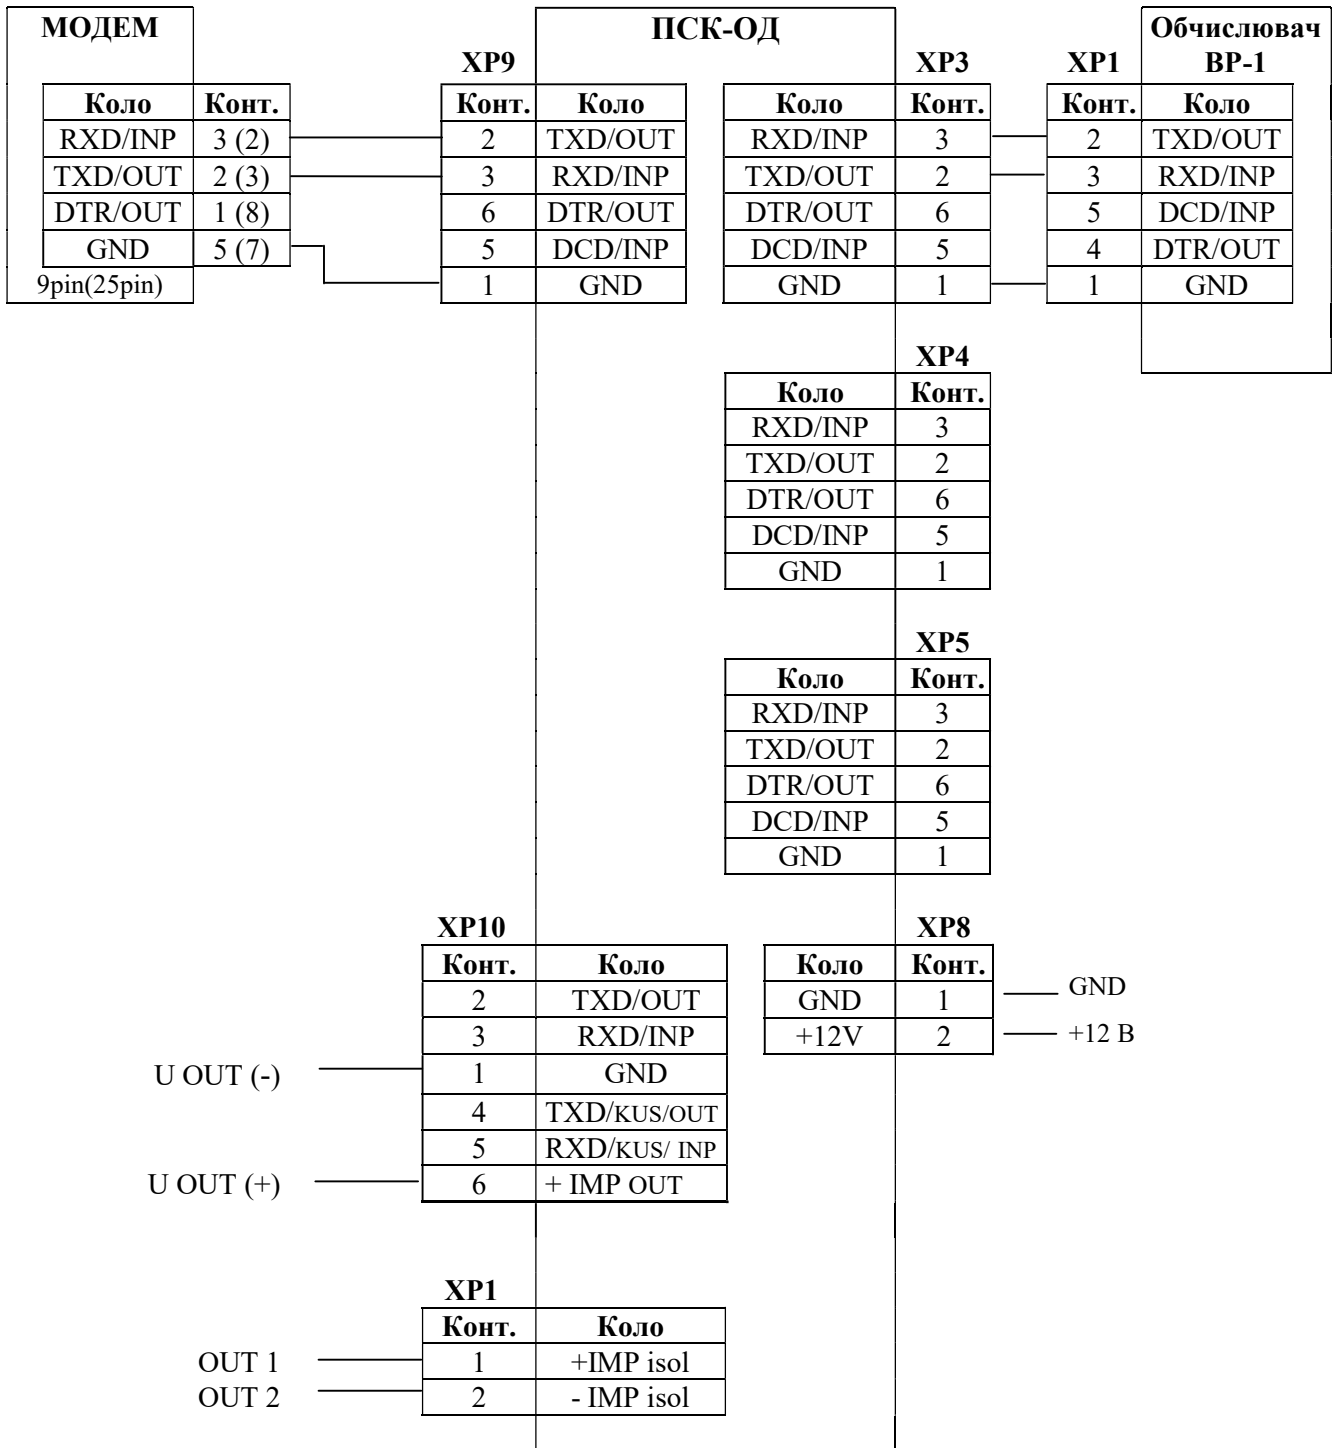 МОДЕМ ПСК-ОД Обчислювач
XP9 XP3 XP1 ВР-1
Коло Конт. Конт. Коло Коло Конт. Конт. Коло
RXD/INP 3 (2) 2 TXD/OUT RXD/INP 3 2 TXD/OUT
TXD/OUT 2 (3) 3 RXD/INP TXD/OUT 2 3 RXD/INP
DTR/OUT 1 (8) 6 DTR/OUT DTR/OUT 6 5 DCD/INP
GND 5 (7) 5 DCD/INP DCD/INP 5 4 DTR/OUT
9pin(25pin) 1 GND GND 1 1 GND
XP4
Коло Конт.
RXD/INP 3
TXD/OUT 2
DTR/OUT 6
DCD/INP 5
GND 1
XP5
Коло Конт.
RXD/INP 3
TXD/OUT 2
DTR/OUT 6
DCD/INP 5
GND 1
XP10 XP8
Конт. Коло Коло Конт.
2 TXD/OUT GND 1 GND
3 RXD/INP +12V 2 +12 В
U OUT (-) 1 GND
4 TXD/KUS/OUT
5 RXD/KUS/ INP
U OUT (+) 6 + IMP OUT
XP1
Конт. Коло
OUT 1 1 +IMP isol
OUT 2 2 - IMP isol